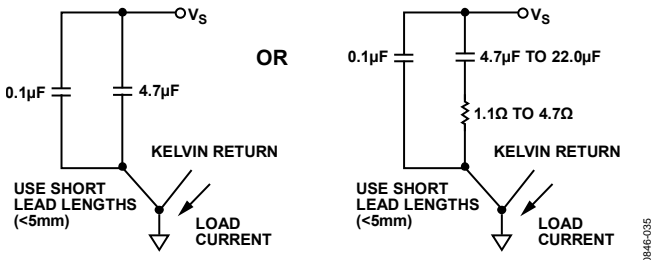 VS
0.1µF
4.7µF
KELVIN RETURN
USE SHORT
LEAD LENGTHS
(<5mm)
LOAD
CURRENT
OR
VS
0.1µF
4.7µF TO 22.0µF
1.1Ω TO 4.7Ω
KELVIN RETURN
USE SHORT
LEAD LENGTHS
(<5mm)
LOAD
CURRENT